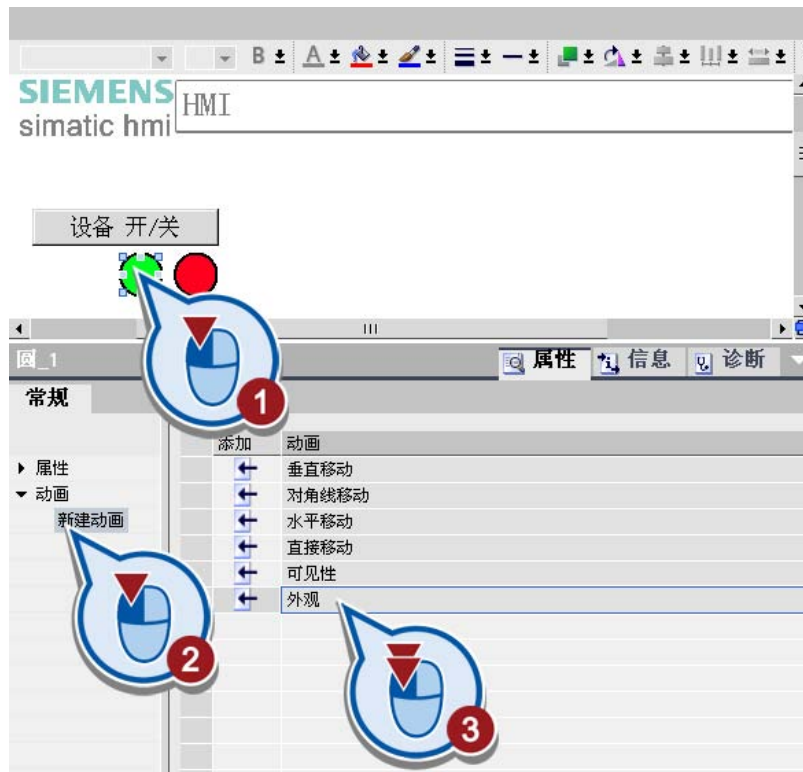 B A
SIEMENS
simatic hmi
HMI
设备 开/关
圆_1
属性 信息 诊断
常规
添加 动画
属性
动画
新建动画
垂直移动
对角线移动
水平移动
直接移动
可见性
外观
1
2
3